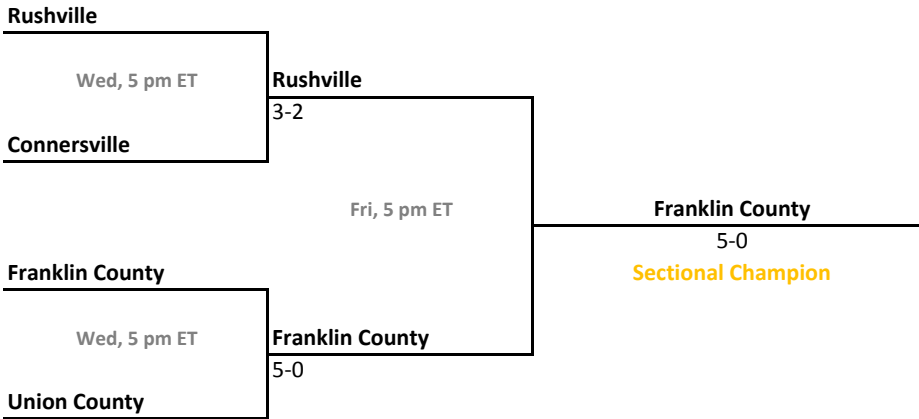 Rushville
Wed, 5 pm ET
Rushville
3-2
Connersville
Fri, 5 pm ET
Franklin County
5-0
Sectional Champion
Franklin County
Wed, 5 pm ET
Franklin County
5-0
Union County